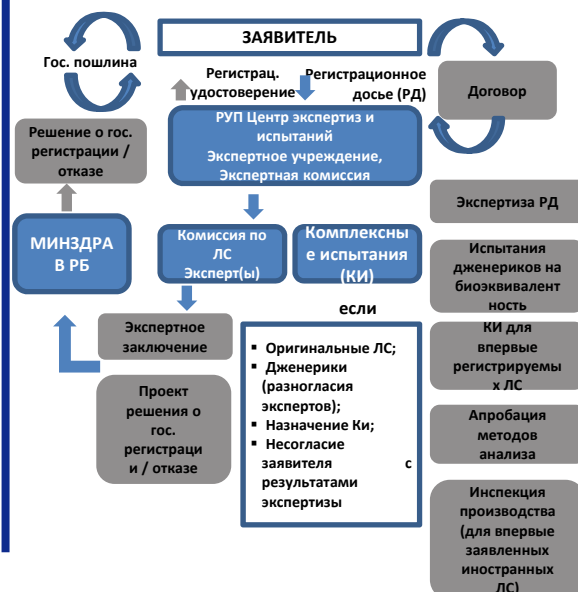 ЗАЯВИТЕЛЬ
Гос. пошлина
Регистрац.
удостоверение
Регистрационное
досье (РД)
Договор
Решение о гос.
регистрации /
отказе
РУП Центр экспертиз и
испытаний
Экспертное учреждение,
Экспертная комиссия
Экспертиза РД
МИНЗДРА
В РБ
Комиссия по
ЛС
Эксперт(ы)
Комплексны
е испытания
(КИ)
Испытания
дженериков на
биоэквивалент
ность
если
Экспертное
заключение
Оригинальные ЛС;
Дженерики
(разногласия
экспертов);
Назначение Ки;
Несогласие
заявителя с
результатами
экспертизы
КИ для
впервые
регистрируемы
х ЛС
Проект
решения о
гос.
регистраци
и / отказе
Апробация
методов
анализа
Инспекция
производства
(для впервые
заявленных
иностранных
ЛС)